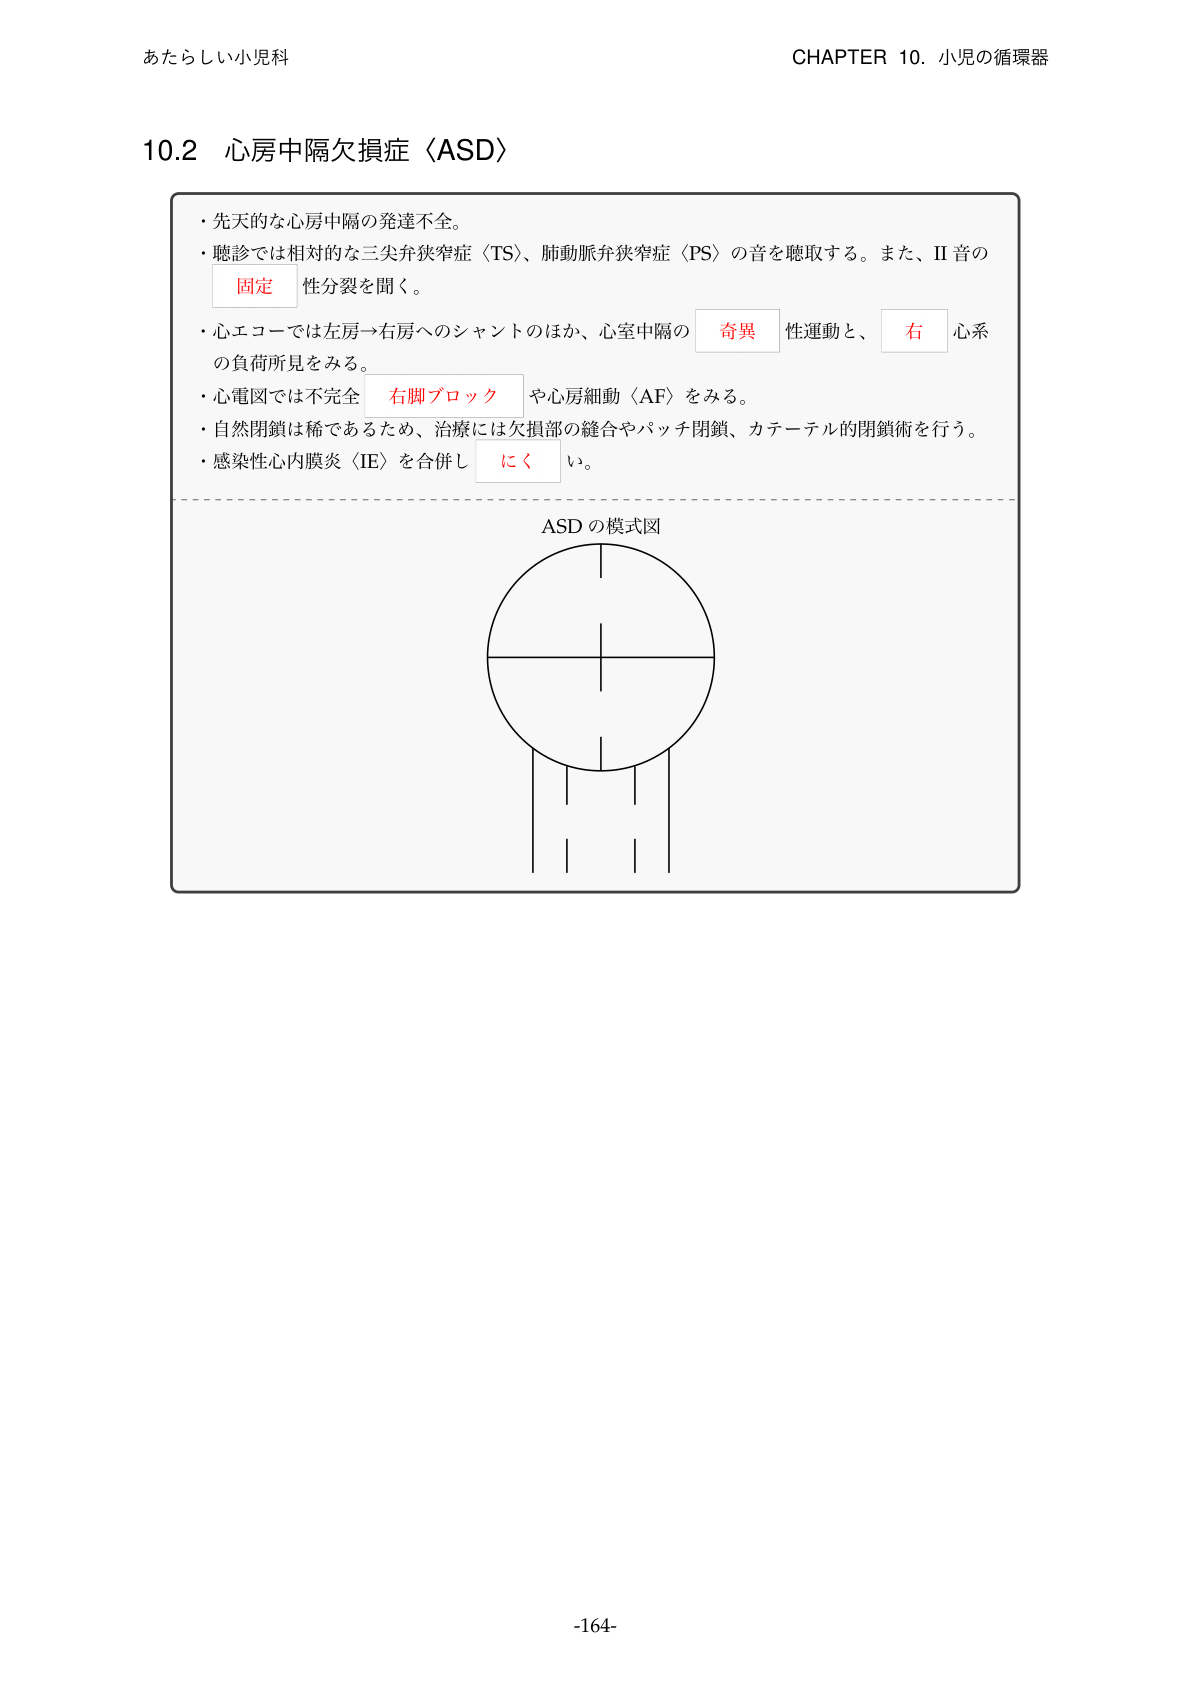 あたらしい小児科
CHAPTER 10. 小児の循環器
10.2 心房中隔欠損症〈ASD〉
・先天的な心房中隔の発達不全。
・聴診では相対的な三尖弁狭窄症〈TS〉、肺動脈弁狭窄症〈PS〉の音を聴取する。また、II 音の
固定 性分裂を聞く。
・心エコーでは左房→右房へのシャントのほか、心室中隔の 奇異 性運動と、 右 心系
の負荷所見をみる。
・心電図では不完全 右脚ブロック や心房細動〈AF〉をみる。
・自然閉鎖は稀であるため、治療には欠損部の縫合やパッチ閉鎖、カテーテル的閉鎖術を行う。
・感染性心内膜炎〈IE〉を合併し にく い。
ASD の模式図
-164-